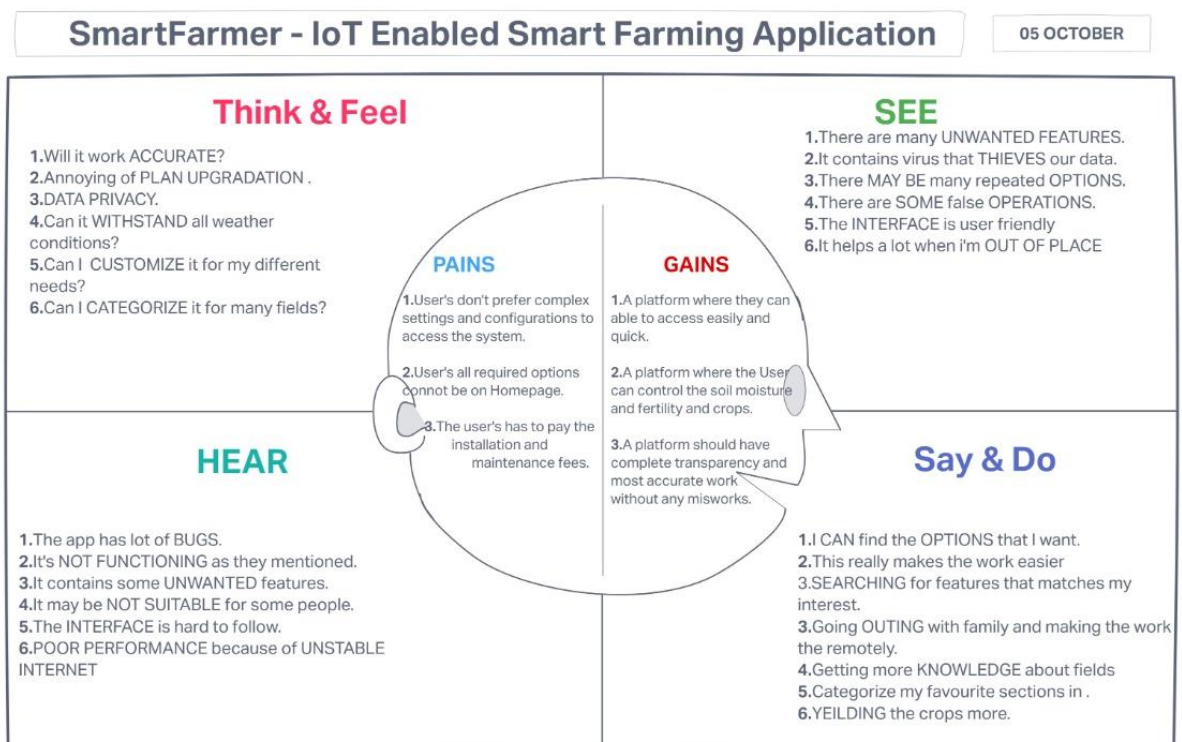 SmartFarmer - IoT Enabled Smart Farming Application
05 OCTOBER
Think & Feel
1.Will it work ACCURATE?
2.Annoying of PLAN UPGRADATION .
3.DATA PRIVACY.
4.Can it WITHSTAND all weather
conditions?
5.Can I CUSTOMIZE it for my different
needs?
6.Can I CATEGORIZE it for many fields?
SEE
1.There are many UNWANTED FEATURES.
2.It contains virus that THIEVES our data.
3.There MAY BE many repeated OPTIONS.
4.There are SOME false OPERATIONS.
5.The INTERFACE is user friendly
6.It helps a lot when i'm OUT OF PLACE
PAINS
1.User's don't prefer complex
settings and configurations to
access the system.
2.User's all required options
connot be on Homepage.
3.The user's has to pay the
installation and
maintenance fees.
GAINS
1.A platform where they can
able to access easily and
quick.
2.A platform where the User
can control the soil moisture
and fertility and crops.
3.A platform should have
complete transparency and
most accurate work
without any misworks.
HEAR
1.The app has lot of BUGS.
2.It's NOT FUNCTIONING as they mentioned.
3.It contains some UNWANTED features.
4.It may be NOT SUITABLE for some people.
5.The INTERFACE is hard to follow.
6.POOR PERFORMANCE because of UNSTABLE
INTERNET
Say & Do
1.I CAN find the OPTIONS that I want.
2.This really makes the work easier
3.SEARCHING for features that matches my
interest.
3.Going OUTING with family and making the work
the remotely.
4.Getting more KNOWLEDGE about fields
5.Categorize my favourite sections in .
6.YEILDING the crops more.